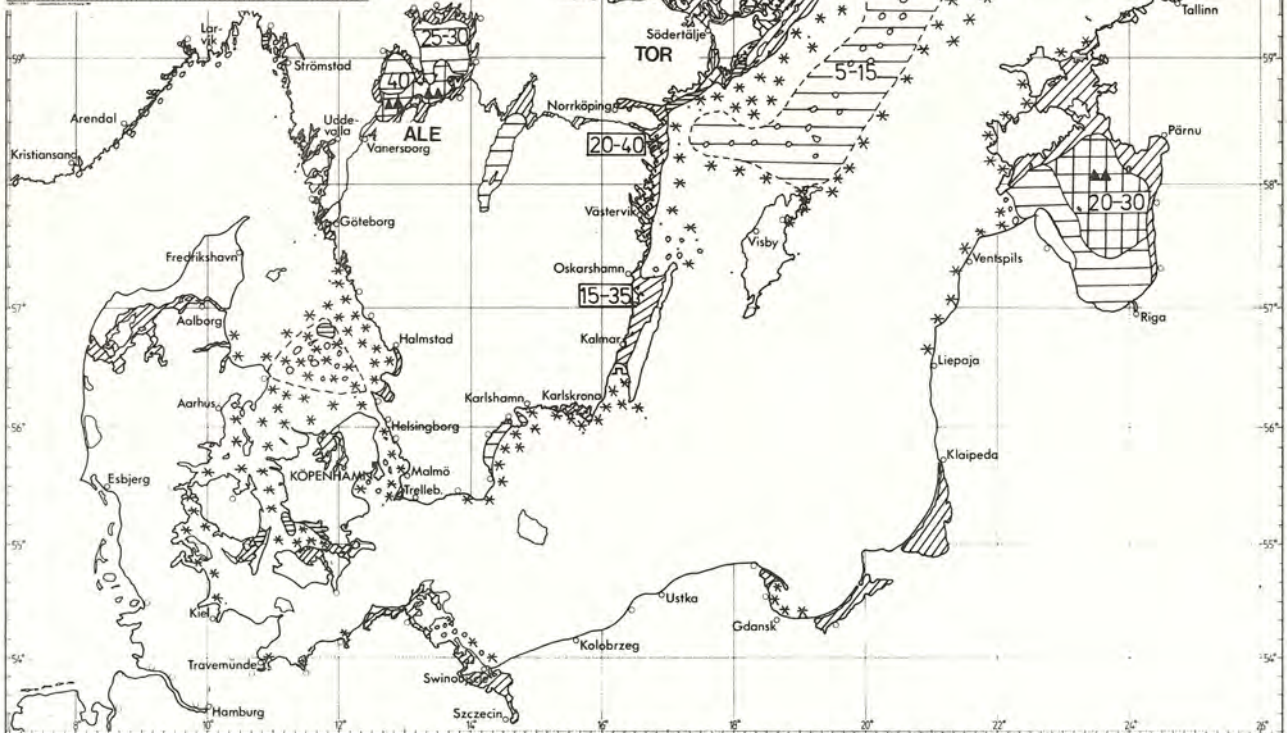 Tallinn
Lar-
vik
Södertälje
25-30
TOR
59°
59°
Strömstad
5-15
40
Norrköping
Arendal
Udde-
valla
ALE
Pärnu
Vanersborg
20-40
Kristiansand
58°
58°
20-30
Västervik
Göteborg
Visby
Fredrikshavn
Ventspils
Oskarshamn
57°
15-35
57°
Riga
Aalborg
Halmstad
Kalmar
Liepaja
Karlshamn
Karlskrona
Aarhus
56°
Helsingborg
56°
Klaipeda
KÖPENHAMN
Malmö
Esbjerg
Trelleb.
55°
55°
Ustka
Kiel
Gdansk
Kolobrzeg
54°
Travemünde
54°
Swinoujscie
Hamburg
Szczecin
10°
12°
14°
16°
18°
20°
22°
24°
26°